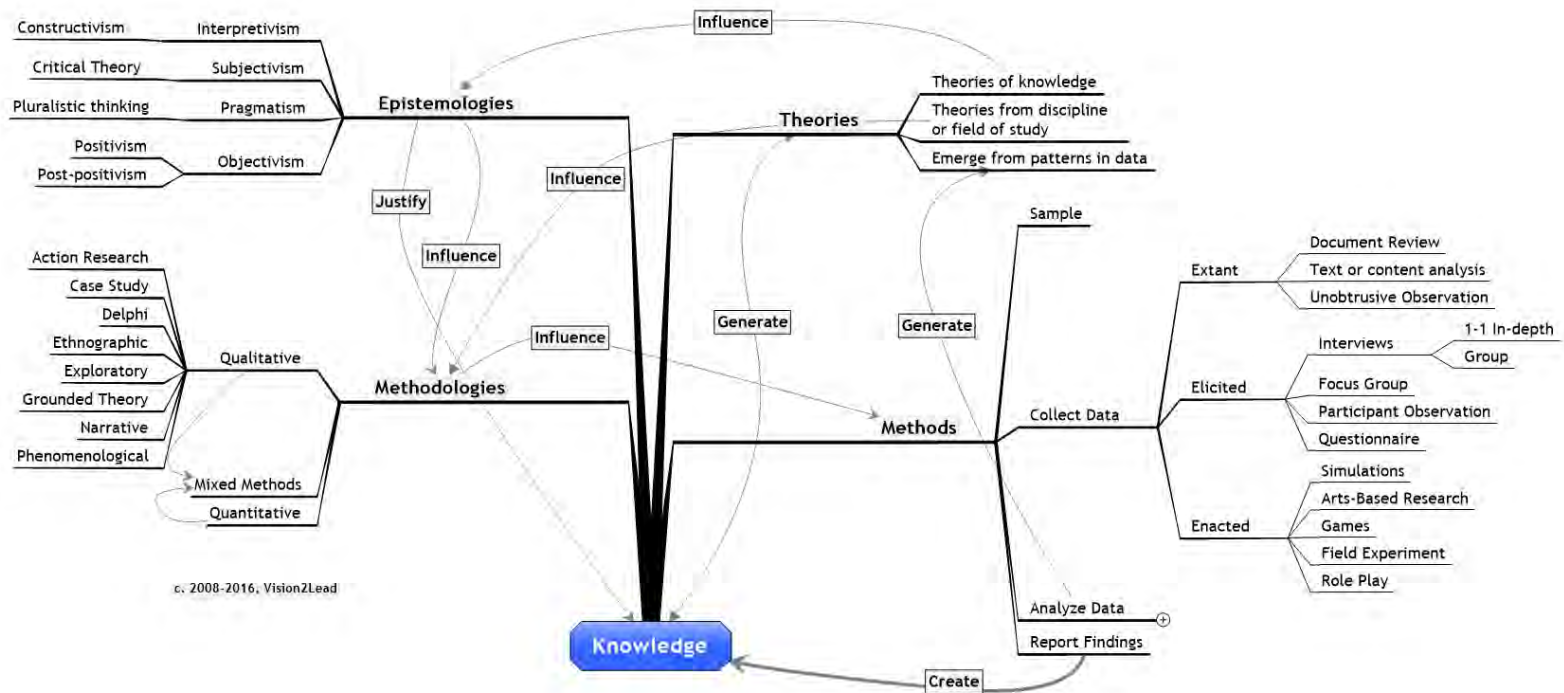 Influence
Constructivism
Interpretivism
Critical Theory
Subjectivism
Pluralistic thinking
Pragmatism
Positivism
Post-positivism
Objectivism
Epistemologies
Theories
Theories of knowledge
Theories from discipline
or field of study
Emerge from patterns in data
Justify
Influence
Influence
Action Research
Case Study
Delphi
Ethnographic
Exploratory
Grounded Theory
Narrative
Phenomenological
Qualitative
Mixed Methods
Quantitative
Methodologies
Influence
Generate
Generate
Methods
Sample
Collect Data
Extant
Document Review
Text or content analysis
Unobtrusive Observation
Elicited
Interviews
1-1 In-depth
Group
Focus Group
Participant Observation
Questionnaire
Enacted
Simulations
Arts-Based Research
Games
Field Experiment
Role Play
Analyze Data
Report Findings
c. 2008-2016, Vision2Lead
Knowledge
Create